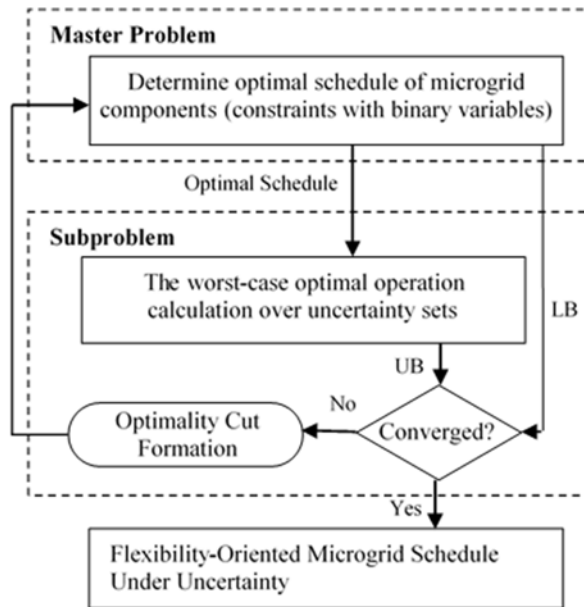 Master Problem
Determine optimal schedule of microgrid
components (constraints with binary variables)
Optimal Schedule
Subproblem
The worst-case optimal operation
calculation over uncertainty sets
LB
UB
No
Optimality Cut
Formation
Converged?
Yes
Flexibility-Oriented Microgrid Schedule
Under Uncertainty